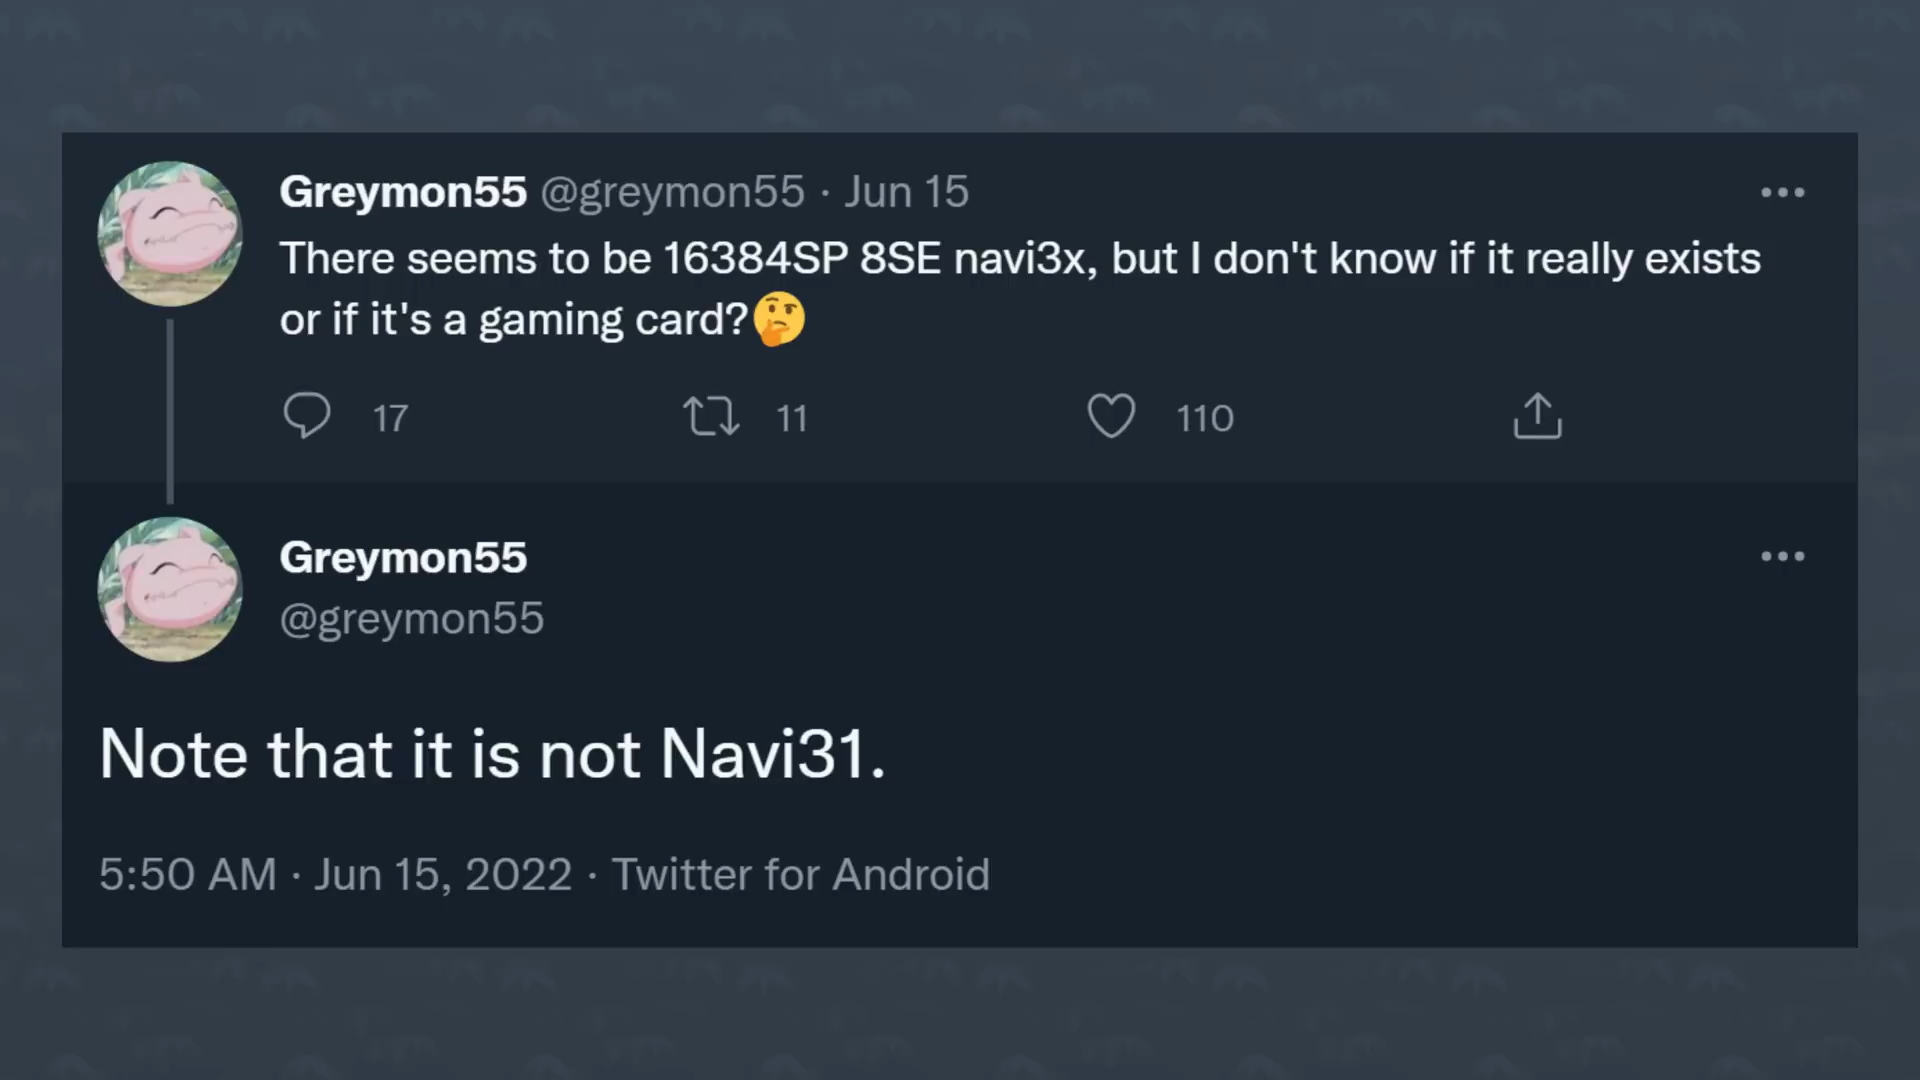 Greymon55 @greymon55 · Jun 15
There seems to be 16384SP 8SE navi3x, but I don't know if it really exists
or if it's a gaming card?🤔
17 11 110
Greymon55
@greymon55
Note that it is not Navi31.
5:50 AM · Jun 15, 2022 · Twitter for Android